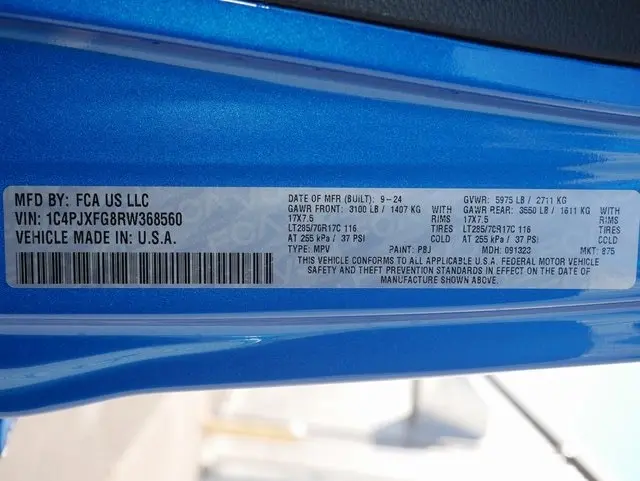 MFD BY: FCA US LLC
VIN: 1C4PJXFG8RW368560
VEHICLE MADE IN: U.S.A.
DATE OF MFR (BUILT): 9-24 GVWR: 5975 LB / 2711 KG
GAWR FRONT: 3100 LB / 1407 KG WITH GAWR REAR: 3550 LB / 1611 KG WITH
17X7.5 RIMS 17X7.5 RIMS
LT285/70R17C 116 TIRES LT285/70R17C 116 TIRES
AT 255 kPa / 37 PSI COLD AT 255 kPa / 37 PSI COLD
TYPE: MPV PAINT: PBJ MDH: 091323 MKT: 875
THIS VEHICLE CONFORMS TO ALL APPLICABLE U.S.A. FEDERAL MOTOR VEHICLE
SAFETY AND THEFT PREVENTION STANDARDS IN EFFECT ON THE DATE OF
MANUFACTURE SHOWN ABOVE.